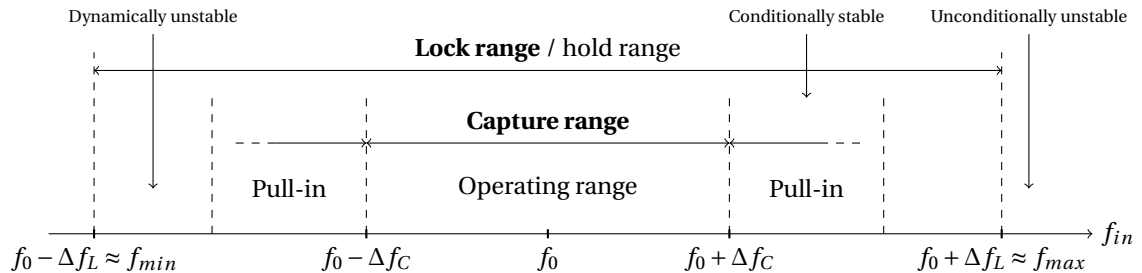 Dynamically unstable Conditionally stable Unconditionally unstable
Lock range / hold range
Capture range
Pull-in Operating range Pull-in
f_in
f_0 − Δf_L ≈ f_min f_0 − Δf_C f_0 f_0 + Δf_C f_0 + Δf_L ≈ f_max